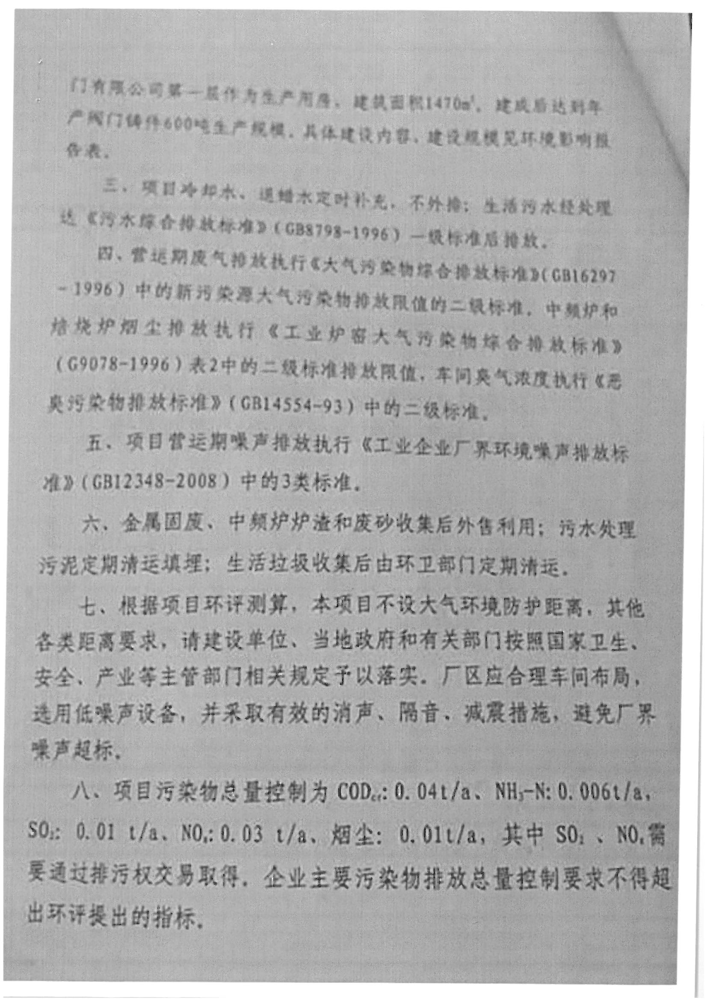 门有限公司第一层作为生产用房，建筑面积1470m²，建成后达到年
产阀门铸件600吨生产规模，具体建设内容、建设规模见环境影响报
告表。
三、项目冷却水、退蜡水定时补充，不外排；生活污水经处理
达《污水综合排放标准》（GB8798-1996）一级标准后排放。
四、营运期废气排放执行《大气污染物综合排放标准》（GB16297
-1996）中的新污染源大气污染物排放限值的二级标准，中频炉和
焙烧炉烟尘排放执行《工业炉窑大气污染物综合排放标准》
（G9078-1996）表2中的二级标准排放限值，车间臭气浓度执行《恶
臭污染物排放标准》（GB14554-93）中的二级标准。
五、项目营运期噪声排放执行《工业企业厂界环境噪声排放标
准》（GB12348-2008）中的3类标准。
六、金属固废、中频炉炉渣和废砂收集后外售利用；污水处理
污泥定期清运填埋；生活垃圾收集后由环卫部门定期清运。
七、根据项目环评测算，本项目不设大气环境防护距离，其他
各类距离要求，请建设单位、当地政府和有关部门按照国家卫生、
安全、产业等主管部门相关规定予以落实。厂区应合理车间布局，
选用低噪声设备，并采取有效的消声、隔音、减震措施，避免厂界
噪声超标。
八、项目污染物总量控制为 CODcr：0.04t/a、NH₃-N：0.006t/a，
SO₂：0.01 t/a、NOₓ：0.03 t/a、烟尘：0.01t/a，其中 SO₂ 、NOₓ需
要通过排污权交易取得。企业主要污染物排放总量控制要求不得超
出环评提出的指标。